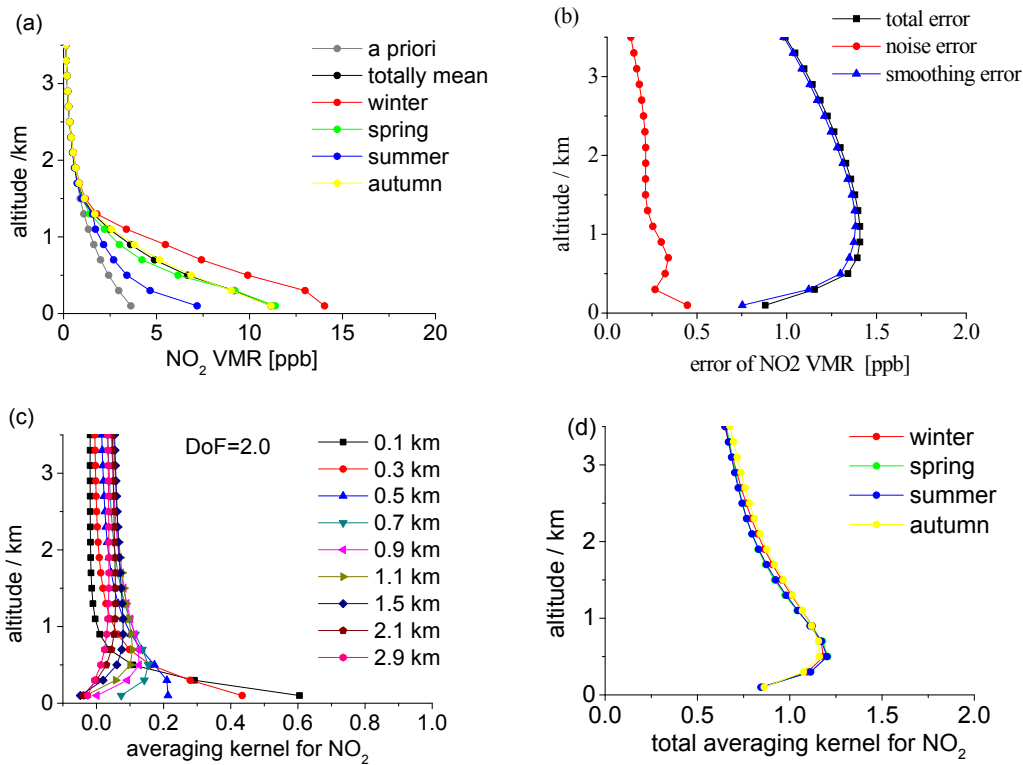 (a)
a priori
totally mean
winter
spring
summer
autumn
altitude /km
3
2
1
0
0 5 10 15 20
NO₂ VMR [ppb]
(b)
total error
noise error
smoothing error
altitude / km
3
2
1
0
0.0 0.5 1.0 1.5 2.0
error of NO2 VMR [ppb]
(c)
DoF=2.0
0.1 km
0.3 km
0.5 km
0.7 km
0.9 km
1.1 km
1.5 km
2.1 km
2.9 km
altitude / km
3
2
1
0
0.0 0.2 0.4 0.6 0.8 1.0
averaging kernel for NO₂
(d)
winter
spring
summer
autumn
altitude / km
3
2
1
0
0.0 0.5 1.0 1.5 2.0
total averaging kernel for NO₂